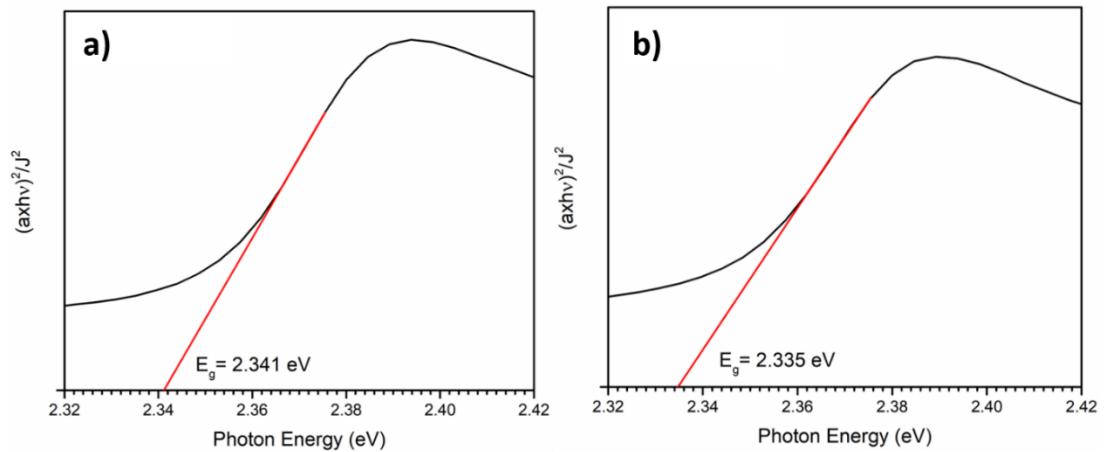 a)
(axhν)²/J²
E_g= 2.341 eV
2.32 2.34 2.36 2.38 2.40 2.42
Photon Energy (eV)
b)
(axhν)²/J²
E_g= 2.335 eV
2.32 2.34 2.36 2.38 2.40 2.42
Photon Energy (eV)